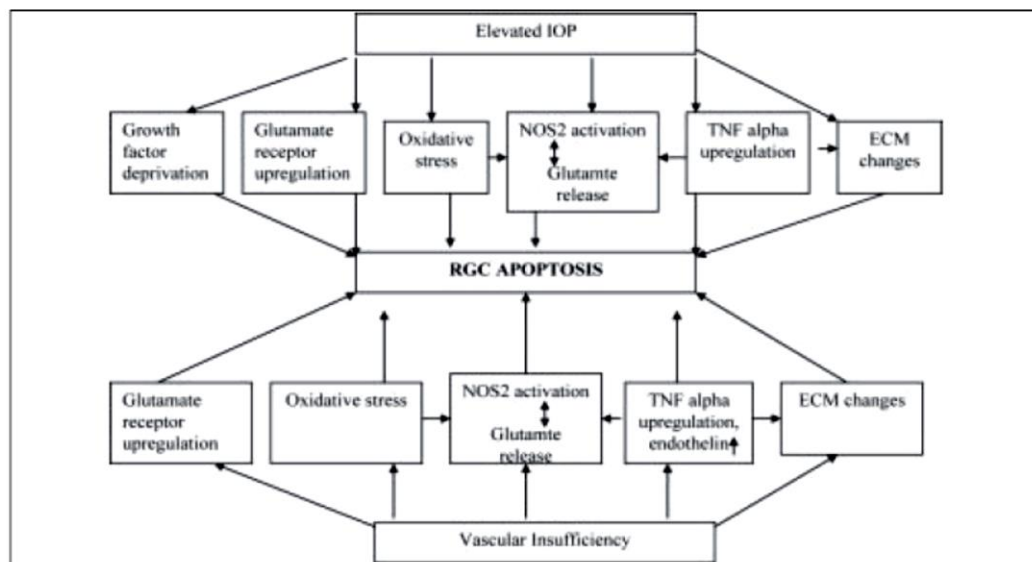 Elevated IOP
Growth
factor
deprivation
Glutamate
receptor
upregulation
Oxidative
stress
NOS2 activation
Glutamte
release
TNF alpha
upregulation
ECM
changes
RGC APOPTOSIS
Glutamate
receptor
upregulation
Oxidative stress
NOS2 activation
Glutamte
release
TNF alpha
upregulation,
endothelin
ECM changes
Vascular Insufficiency